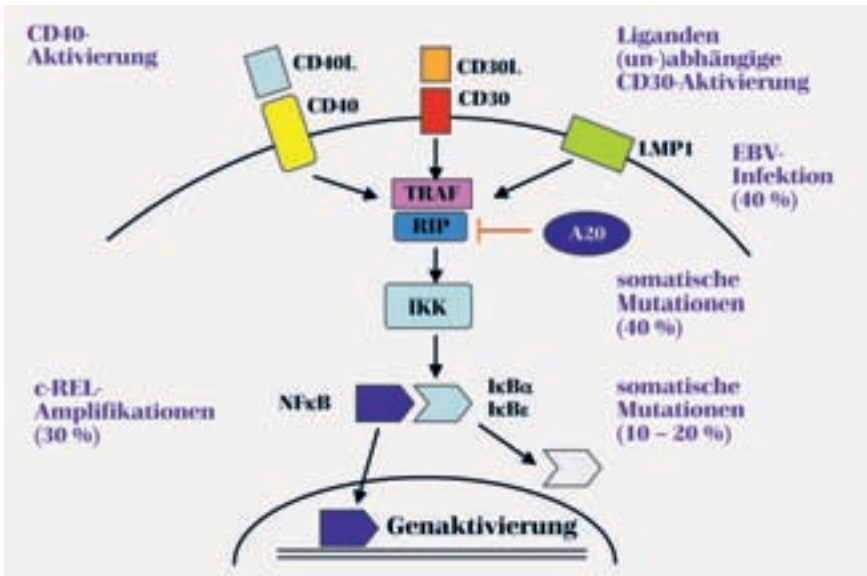 CD40-
Aktivierung
CD40L
CD40
CD30L
CD30
Liganden
(un-)abhängige
CD30-Aktivierung
LMP1
EBV-
Infektion
(40 %)
TRAF
RIP
A20
IKK
somatische
Mutationen
(40 %)
c-REL-
Amplifikationen
(30 %)
NFκB
IκBα
IκBε
somatische
Mutationen
(10 – 20 %)
Genaktivierung